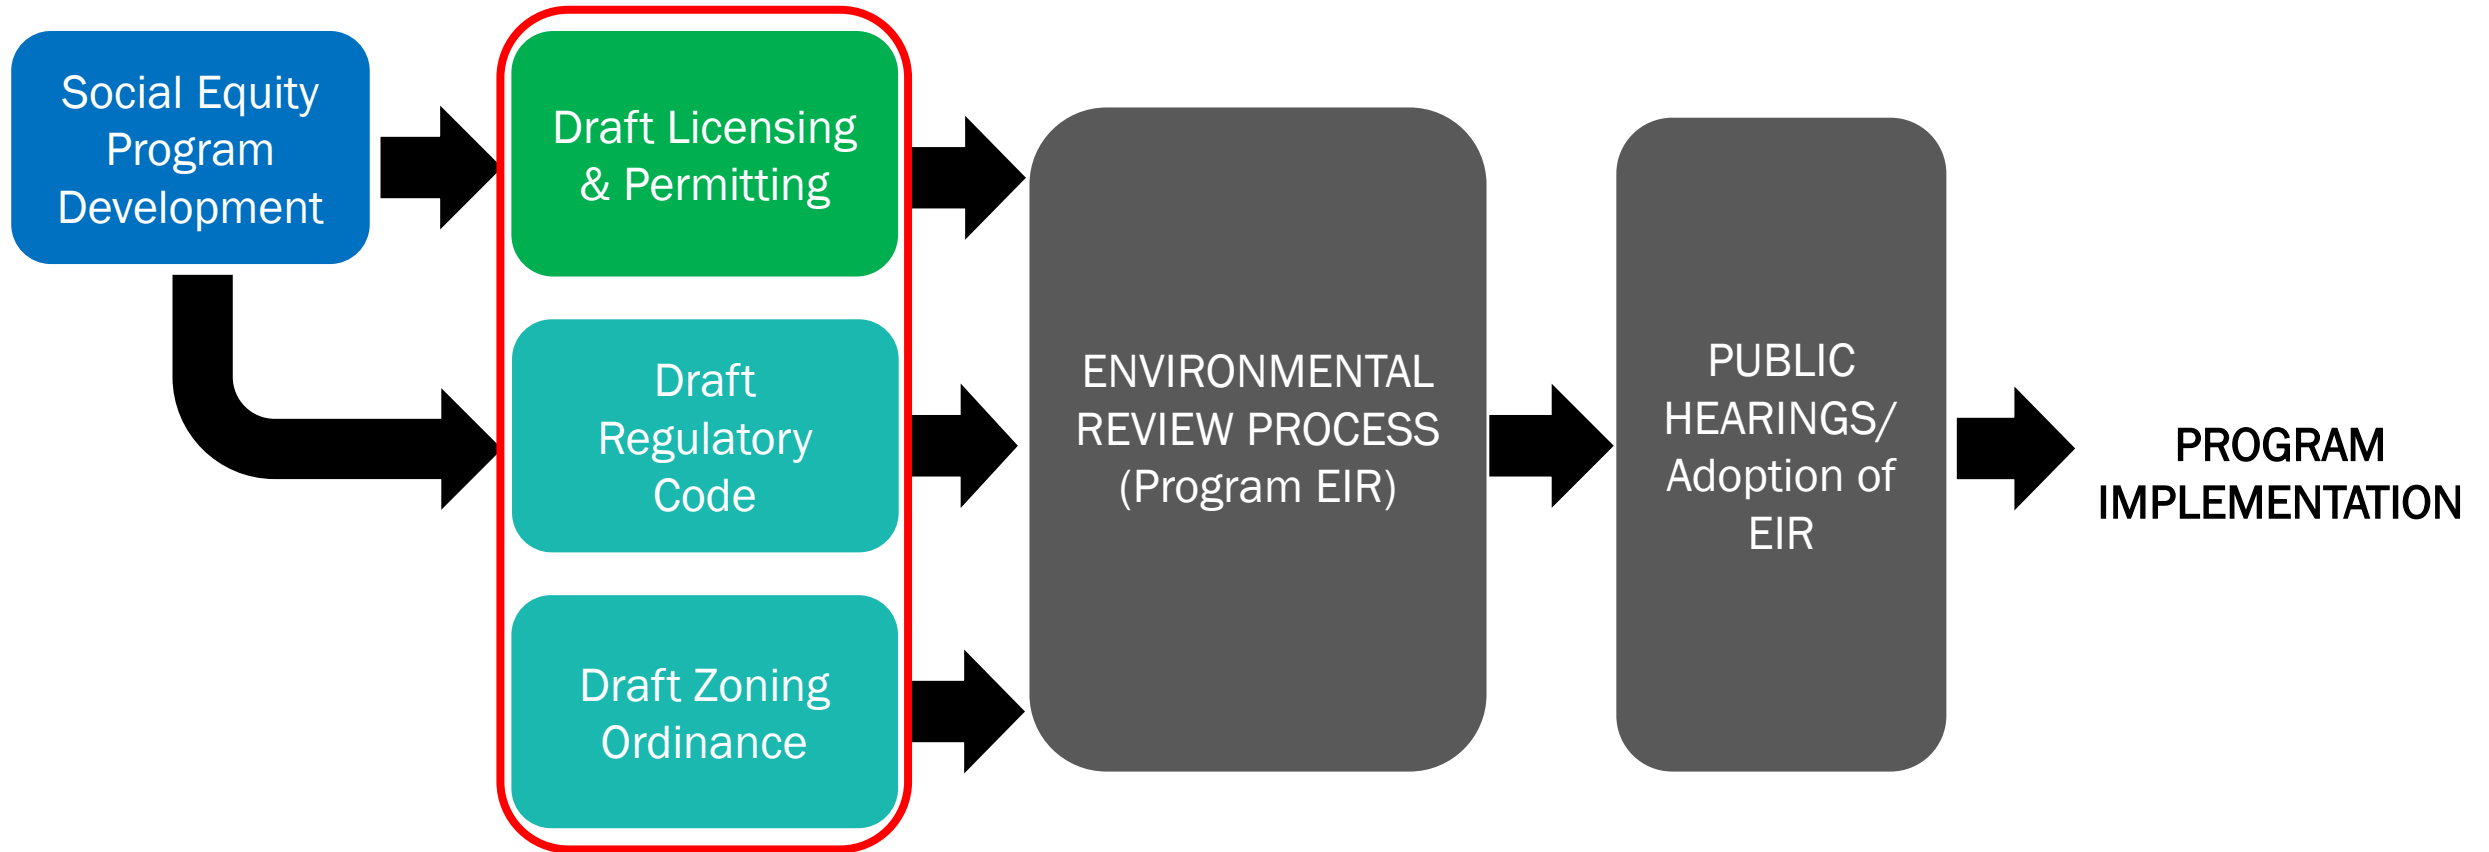 Social Equity
Program
Development
Draft Licensing
& Permitting
Draft
Regulatory
Code
Draft Zoning
Ordinance
ENVIRONMENTAL
REVIEW PROCESS
(Program EIR)
PUBLIC
HEARINGS/
Adoption of
EIR
PROGRAM
IMPLEMENTATION